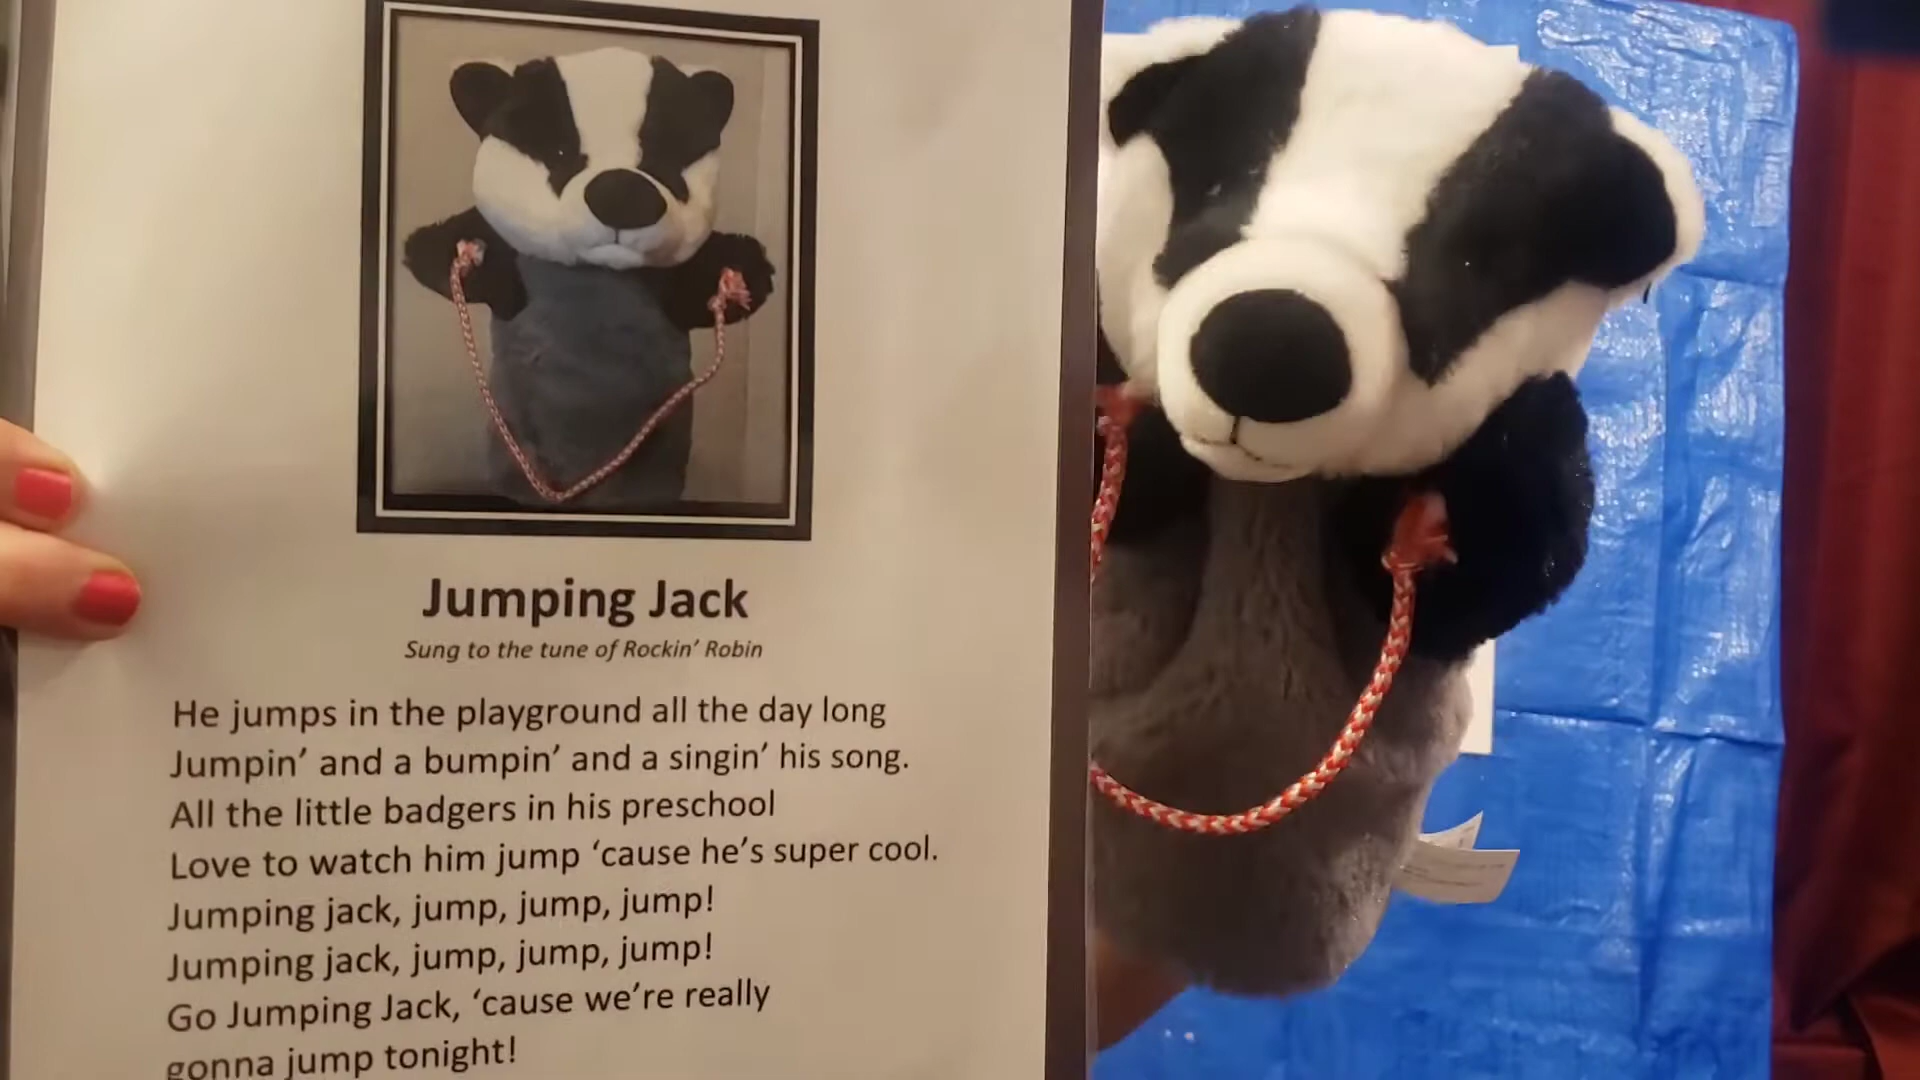 Jumping Jack
Sung to the tune of Rockin’ Robin
He jumps in the playground all the day long
Jumpin’ and a bumpin’ and a singin’ his song.
All the little badgers in his preschool
Love to watch him jump ‘cause he’s super cool.
Jumping jack, jump, jump, jump!
Jumping jack, jump, jump, jump!
Go Jumping Jack, ‘cause we’re really
gonna jump tonight!